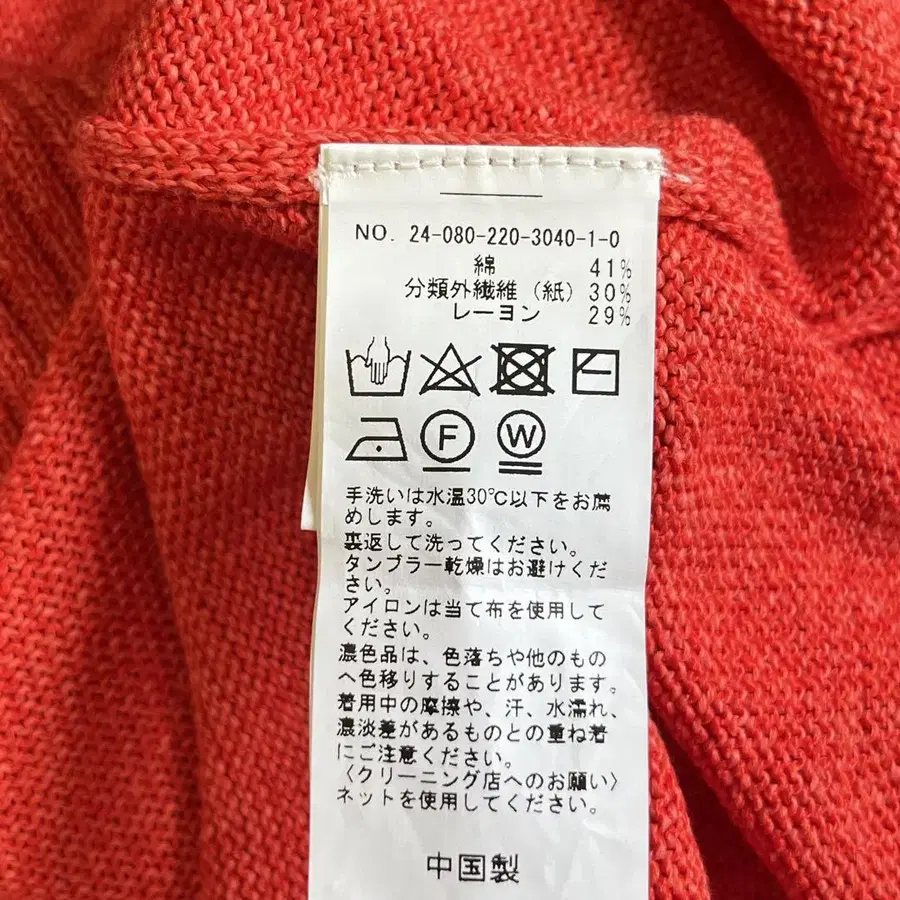 NO. 24-080-220-3040-1-0
綿 41%
分類外繊維（紙）30%
レーヨン 29%
F W
手洗いは水温30℃以下をお薦
めします。
裏返して洗ってください。
タンブラー乾燥はお避けくだ
さい。
アイロンは当て布を使用して
ください。
濃色品は、色落ちや他のもの
へ色移りすることがあります。
着用中の摩擦や、汗、水濡れ、
濃淡差があるものとの重ね着
にご注意ください。
〈クリーニング店へのお願い〉
ネットを使用してください。
中国製